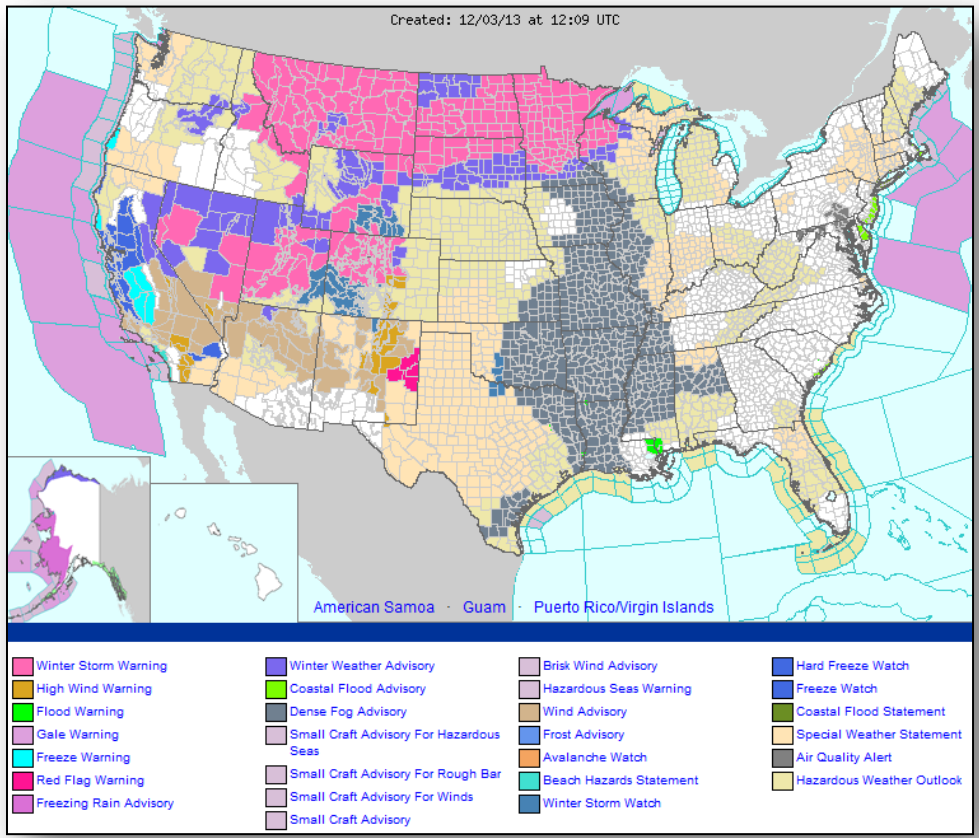 Created: 12/03/13 at 12:09 UTC
American Samoa - Guam - Puerto Rico/Virgin Islands
Winter Storm Warning
High Wind Warning
Flood Warning
Gale Warning
Freeze Warning
Red Flag Warning
Freezing Rain Advisory
Winter Weather Advisory
Coastal Flood Advisory
Dense Fog Advisory
Small Craft Advisory For Hazardous
Seas
Small Craft Advisory For Rough Bar
Small Craft Advisory For Winds
Small Craft Advisory
Brisk Wind Advisory
Hazardous Seas Warning
Wind Advisory
Frost Advisory
Avalanche Watch
Beach Hazards Statement
Winter Storm Watch
Hard Freeze Watch
Freeze Watch
Coastal Flood Statement
Special Weather Statement
Air Quality Alert
Hazardous Weather Outlook